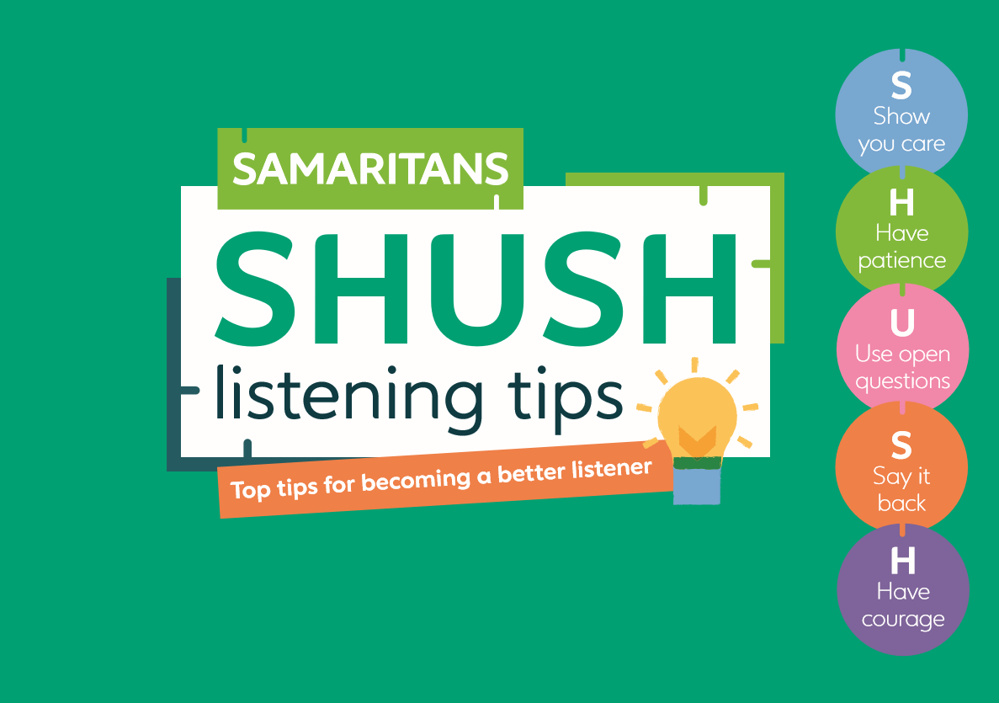 SAMARITANS
SHUSH
listening tips
Top tips for becoming a better listener
S
Show
you care
H
Have
patience
U
Use open
questions
S
Say it
back
H
Have
courage